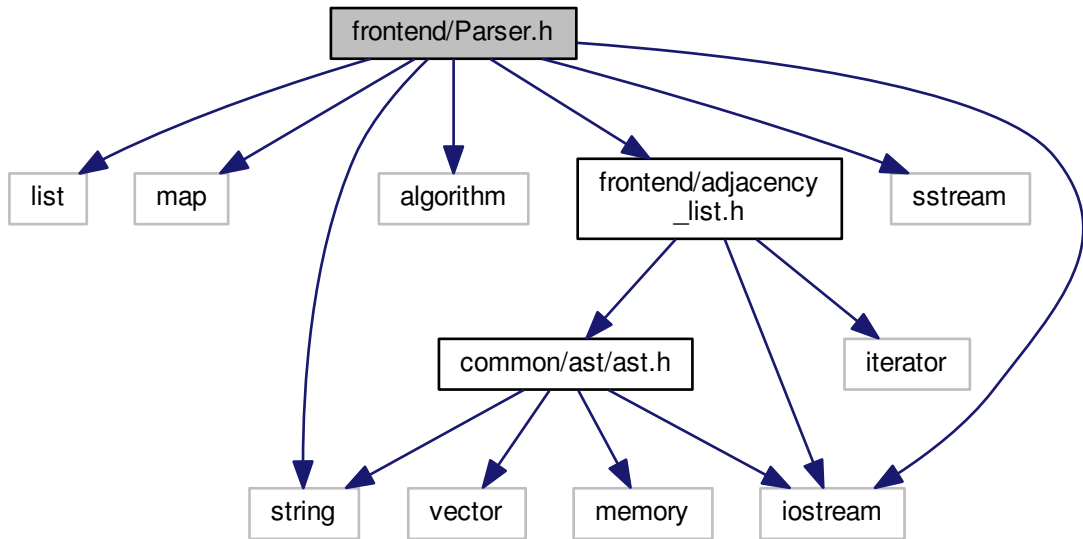 frontend/Parser.h
list
map
algorithm
frontend/adjacency
_list.h
sstream
common/ast/ast.h
iterator
string
vector
memory
iostream